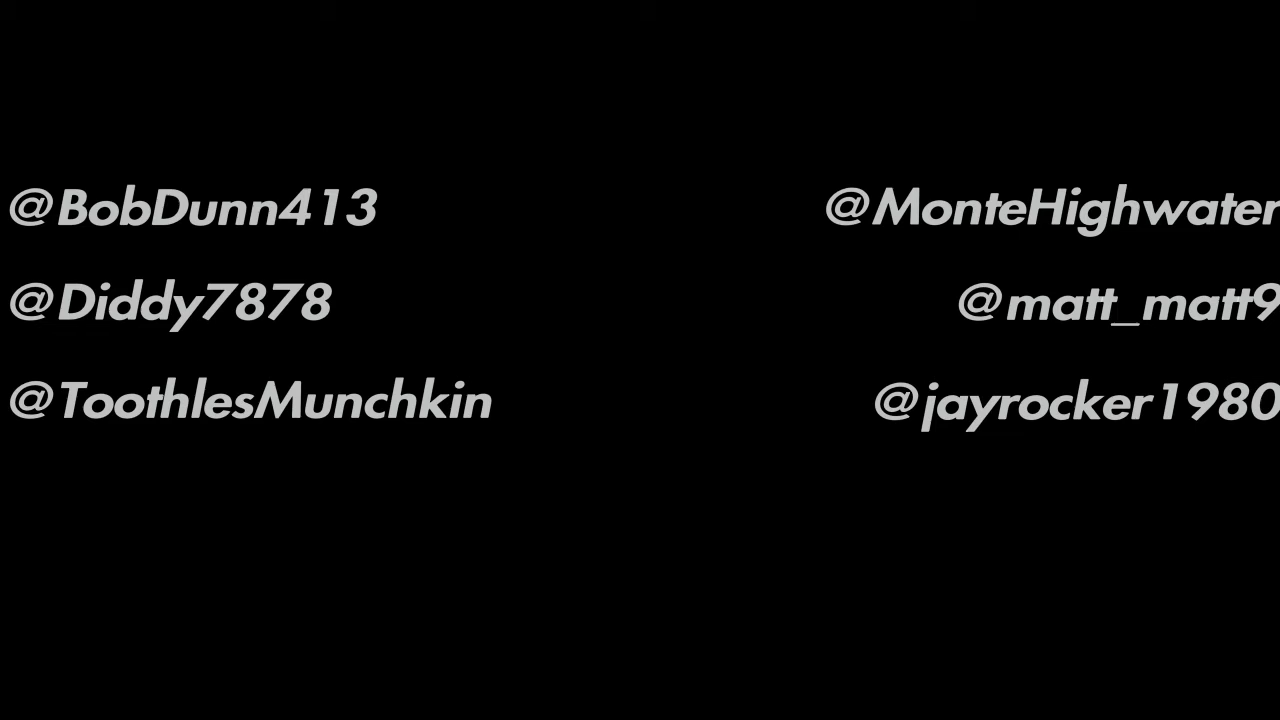 @BobDunn413 @MonteHighwater
@Diddy7878 @matt_matt9
@ToothlesMunchkin @jayrocker1980